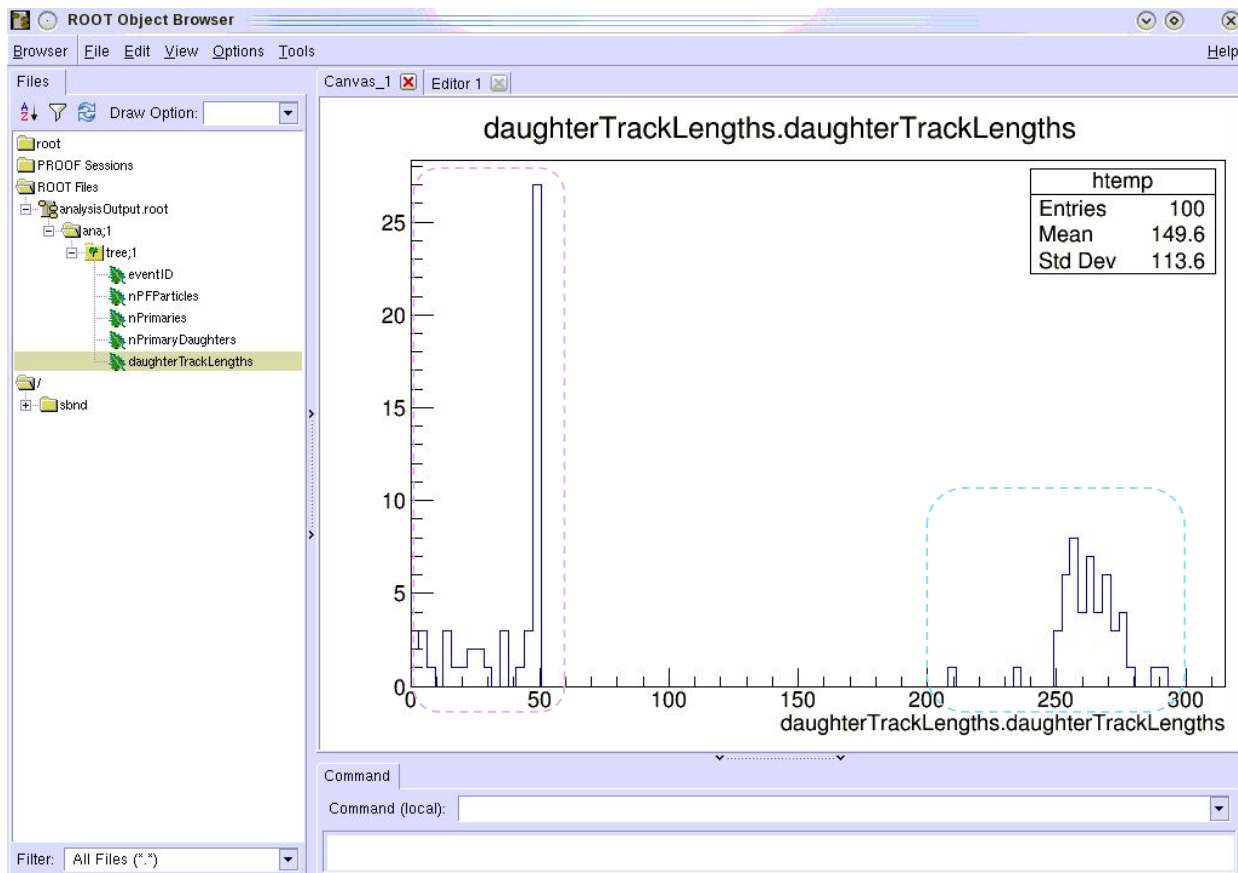 ROOT Object Browser
Browser File Edit View Options Tools Help
Files
Draw Option:
root
PROOF Sessions
ROOT Files
analysisOutput.root
ana;1
tree;1
eventID
nPFParticles
nPrimaries
nPrimaryDaughters
daughterTrackLengths
/
sbnd
Filter: All Files (*.*)
Canvas_1 Editor 1
daughterTrackLengths.daughterTrackLengths
htemp
Entries 100
Mean 149.6
Std Dev 113.6
25
20
15
10
5
0
0 50 100 150 200 250 300
daughterTrackLengths.daughterTrackLengths
Command
Command (local):